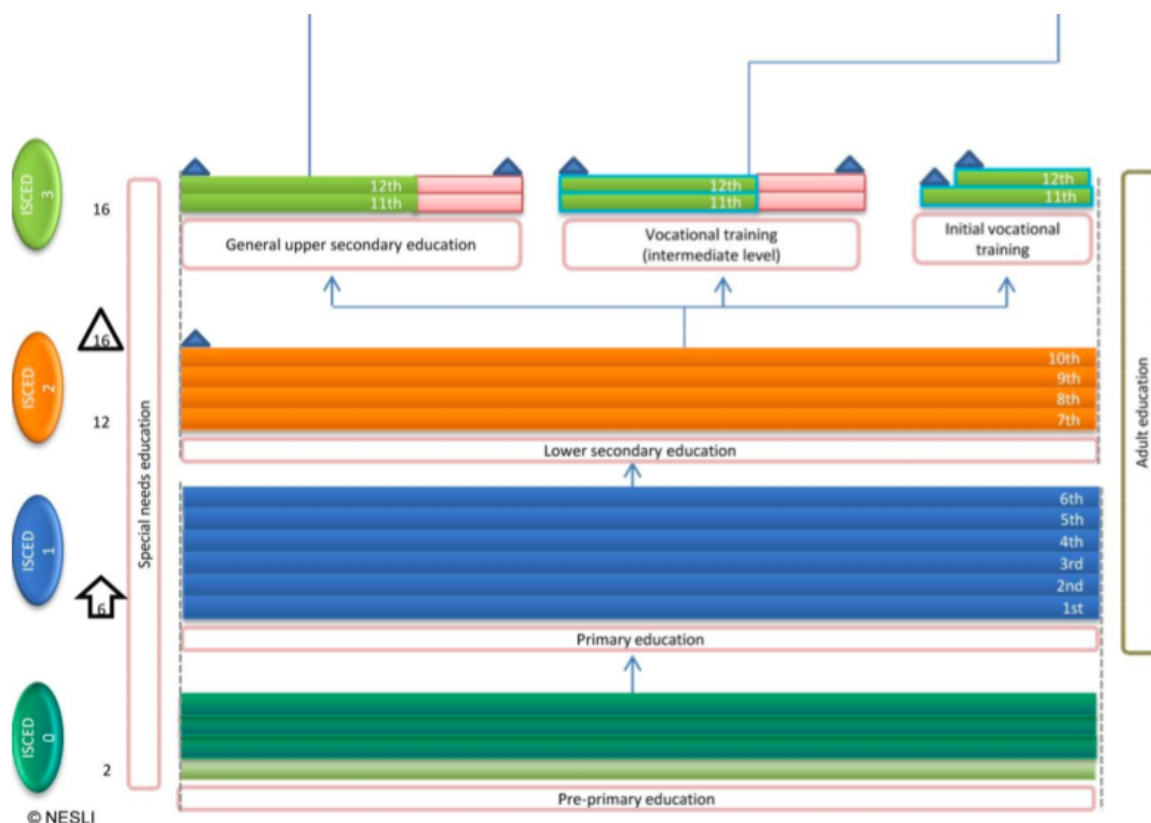 ISCED 3
16
12th
11th
General upper secondary education
12th
11th
Vocational training
(intermediate level)
12th
11th
Initial vocational
training
ISCED 2
16
12
10th
9th
8th
7th
Lower secondary education
Special needs education
Adult education
ISCED 1
6
6th
5th
4th
3rd
2nd
1st
Primary education
ISCED 0
2
Pre-primary education
© NESLI